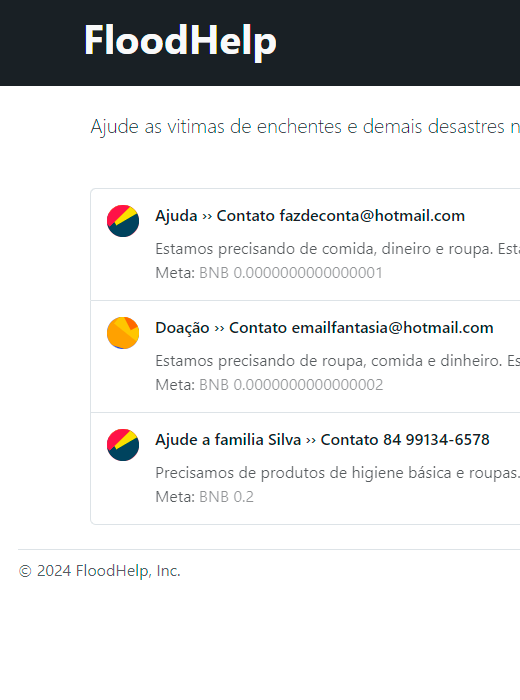 FloodHelp
Ajude as vitimas de enchentes e demais desastres n
Ajuda ›› Contato fazdeconta@hotmail.com
Estamos precisando de comida, dineiro e roupa. Est
Meta: BNB 0.0000000000000001
Doação ›› Contato emailfantasia@hotmail.com
Estamos precisando de roupa, comida e dinheiro. Es
Meta: BNB 0.0000000000000002
Ajude a familia Silva ›› Contato 84 99134-6578
Precisamos de produtos de higiene básica e roupas.
Meta: BNB 0.2
© 2024 FloodHelp, Inc.